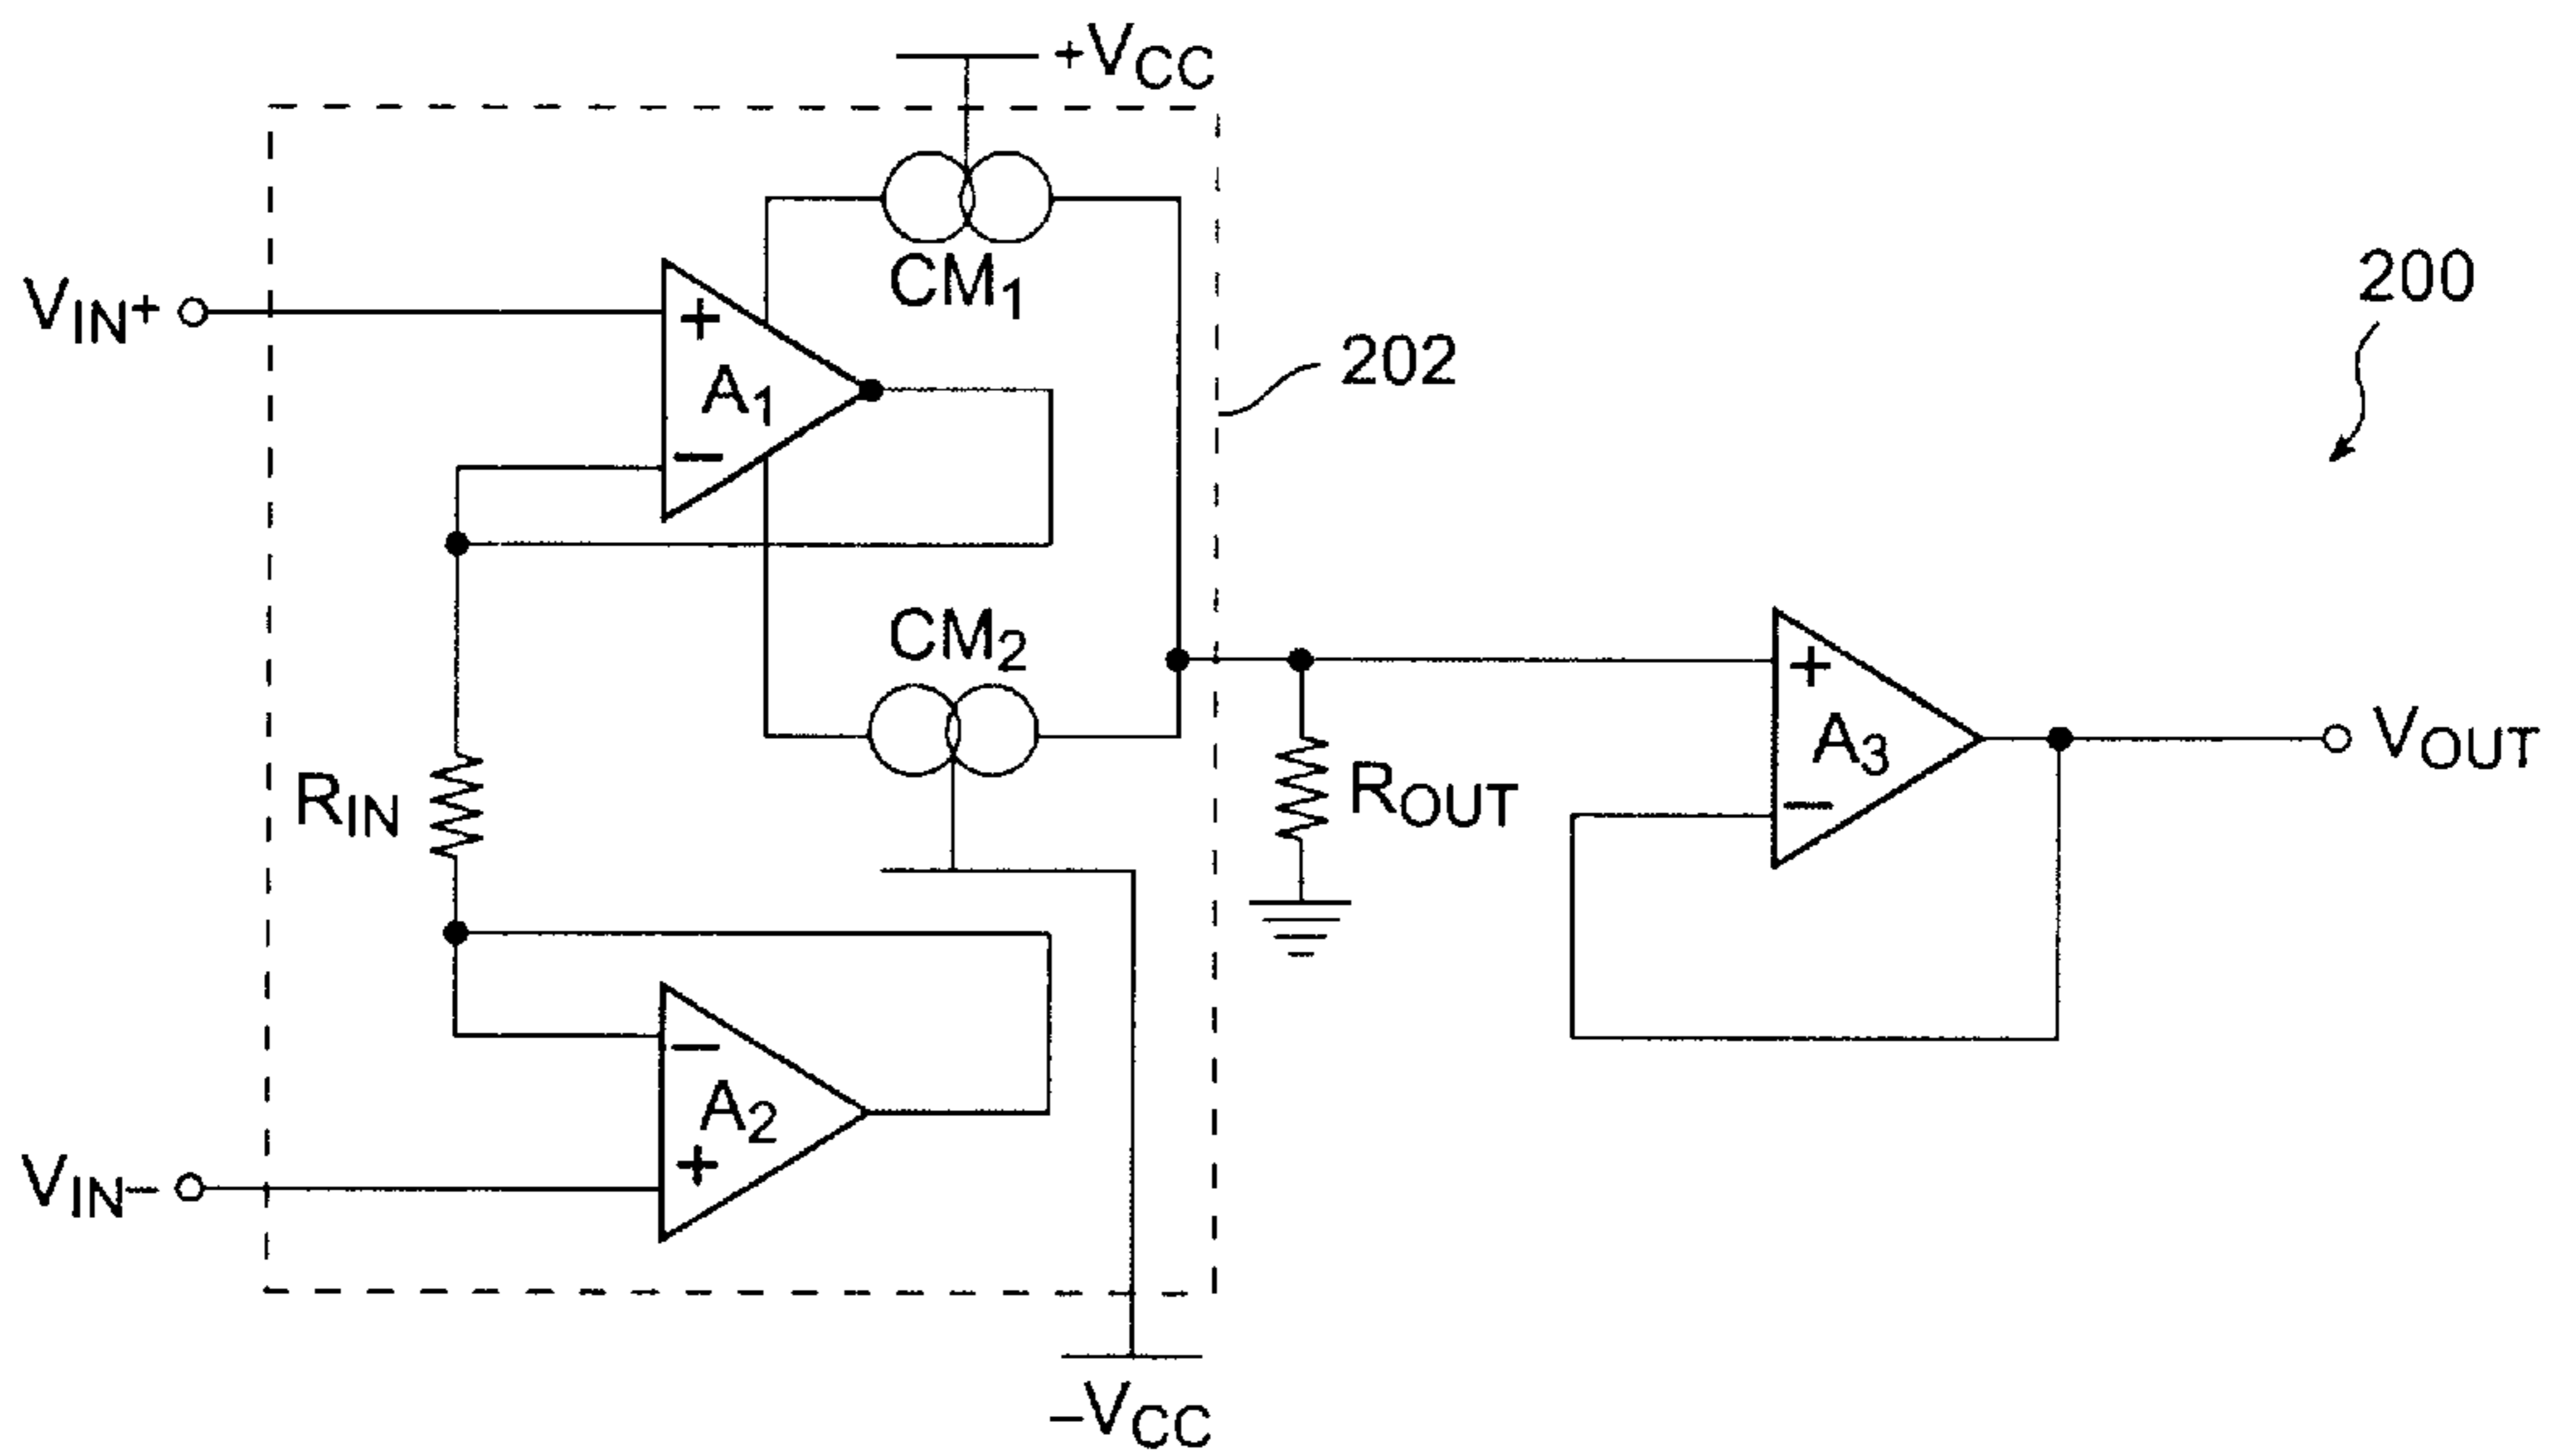 +VCC
CM1
VIN+
+
A1
−
200
202
CM2
+
A3
−
VOUT
RIN
ROUT
−
A2
+
VIN−
−VCC